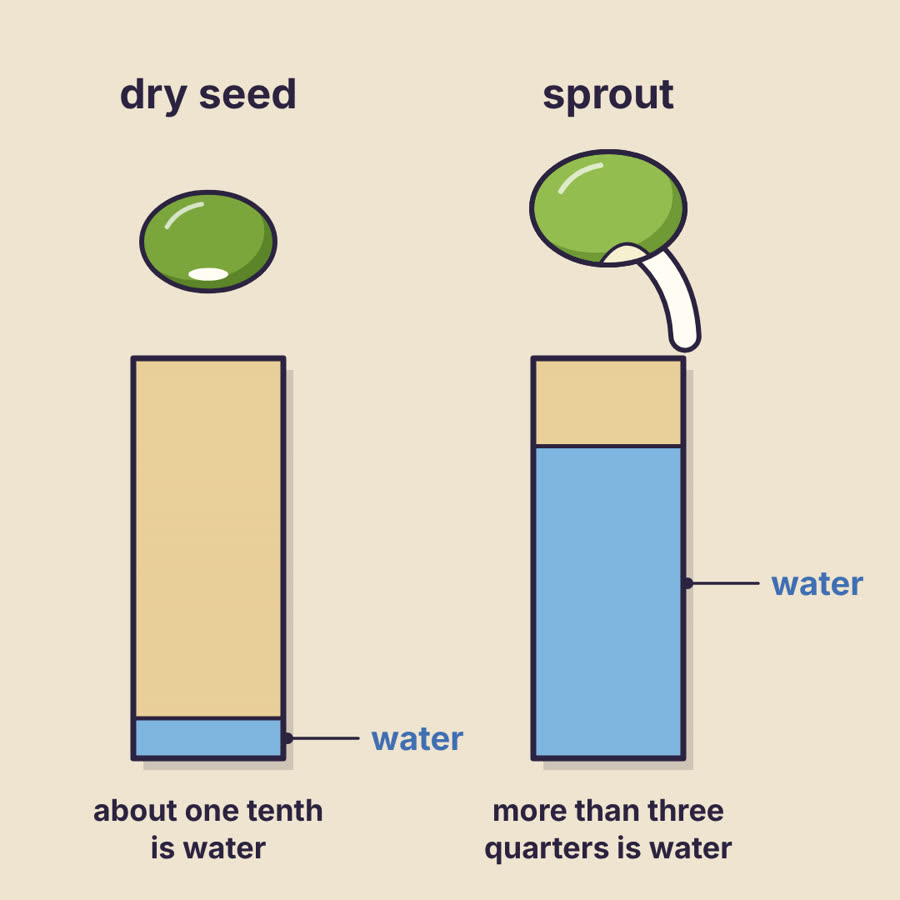 dry seed
sprout
water
water
about one tenth
is water
more than three
quarters is water